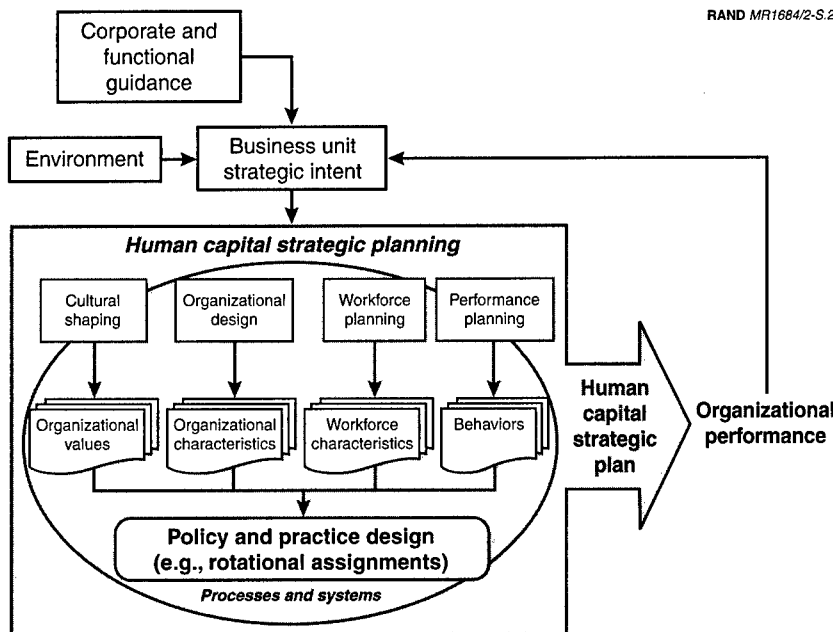 RAND MR1684/2-S.2
Corporate and
functional
guidance
Environment
Business unit
strategic intent
Human capital strategic planning
Cultural
shaping
Organizational
design
Workforce
planning
Performance
planning
Organizational
values
Organizational
characteristics
Workforce
characteristics
Behaviors
Policy and practice design
(e.g., rotational assignments)
Processes and systems
Human
capital
strategic
plan
Organizational
performance